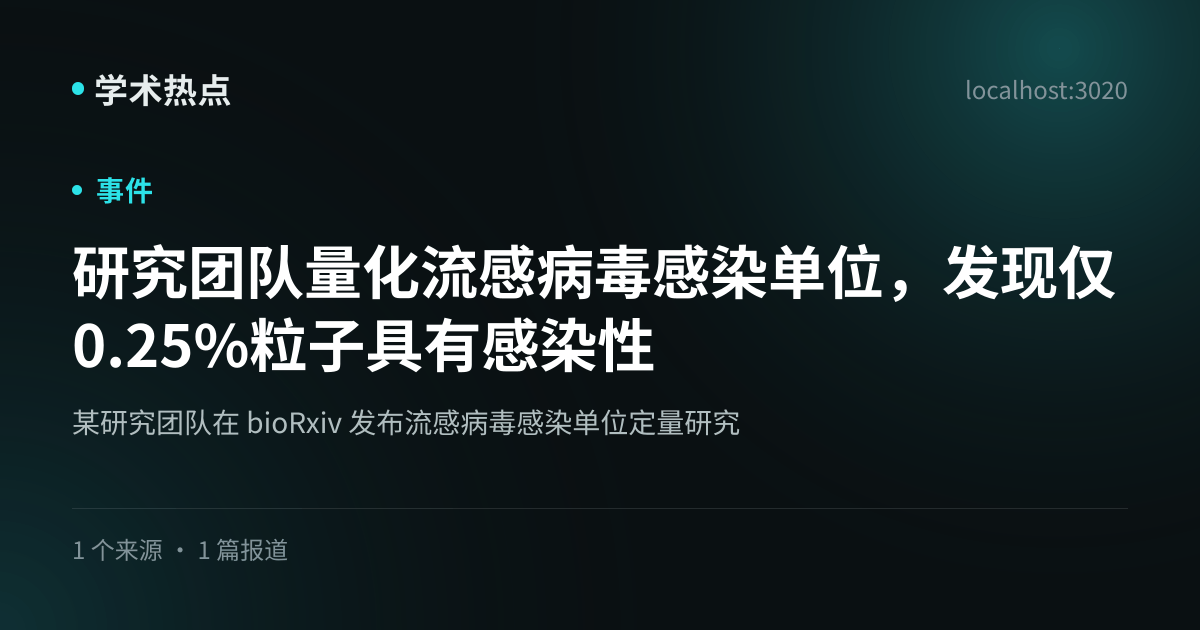 学术热点
localhost:3020
事件
研究团队量化流感病毒感染单位，发现仅
0.25%粒子具有感染性
某研究团队在 bioRxiv 发布流感病毒感染单位定量研究
1 个来源 · 1 篇报道